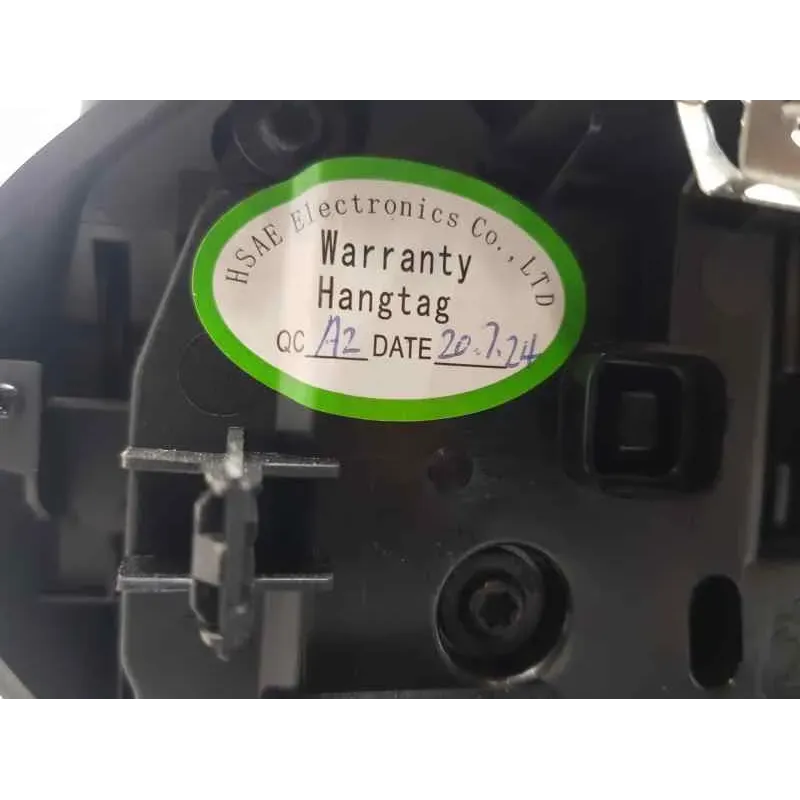 HSAE Electronics Co.,LTD
Warranty
Hangtag
QC A2 DATE 20.7.24